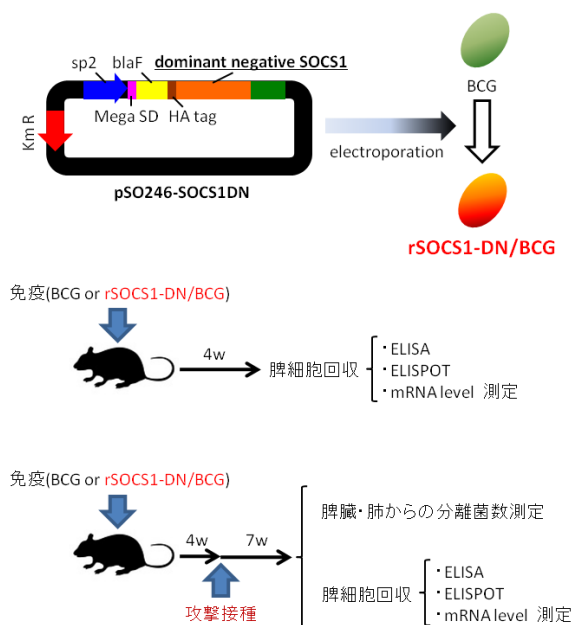 sp2 blaF dominant negative SOCS1
Mega SD HA tag
KmR
pSO246-SOCS1DN
electroporation
BCG
rSOCS1-DN/BCG
免疫(BCG or rSOCS1-DN/BCG)
4w
脾細胞回収
・ELISA
・ELISPOT
・mRNA level 測定
免疫(BCG or rSOCS1-DN/BCG)
4w 7w
攻撃接種
脾臓・肺からの分離菌数測定
脾細胞回収
・ELISA
・ELISPOT
・mRNA level 測定